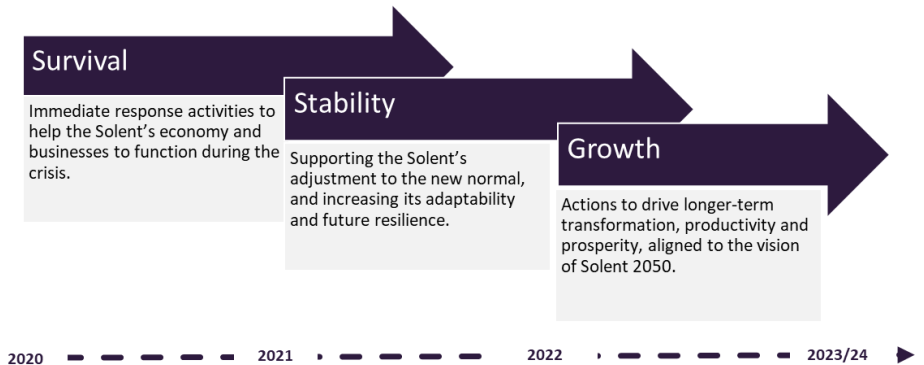 Survival
Immediate response activities to
help the Solent’s economy and
businesses to function during the
crisis.
Stability
Supporting the Solent’s
adjustment to the new normal,
and increasing its adaptability
and future resilience.
Growth
Actions to drive longer-term
transformation, productivity and
prosperity, aligned to the vision
of Solent 2050.
2020
2021
2022
2023/24